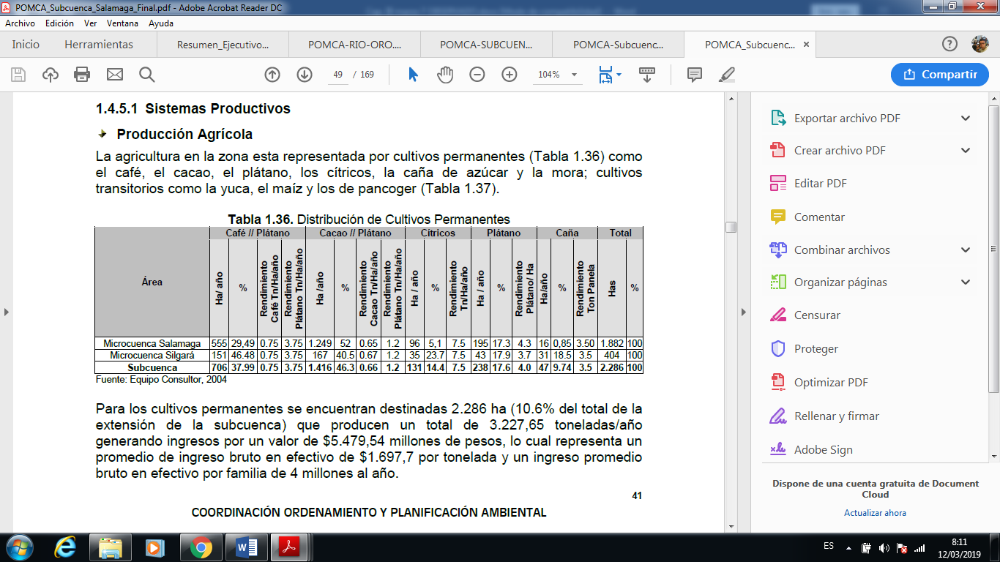 POMCA_Subcuenca_Salamaga_Final.pdf - Adobe Acrobat Reader DC
Archivo Edición Ver Ventana Ayuda
Inicio Herramientas Resumen_Ejecutivo... POMCA-RIO-ORO.... POMCA-SUBCUEN... POMCA-Subcuenc... POMCA_Subcuenc... ×
49 / 169 104% Compartir
1.4.5.1 Sistemas Productivos
Producción Agrícola
La agricultura en la zona esta representada por cultivos permanentes (Tabla 1.36) como
el café, el cacao, el plátano, los cítricos, la caña de azúcar y la mora; cultivos
transitorios como la yuca, el maíz y los de pancoger (Tabla 1.37).
Tabla 1.36. Distribución de Cultivos Permanentes
Área Café // Plátano Cacao // Plátano Cítricos Plátano Caña Total
Ha/ año % Rendimiento Café Tn/Ha/año Rendimiento Plátano Tn/Ha/año Ha /año % Rendimiento Cacao Tn/Ha/año Rendimiento Plátano Tn/Ha/año Ha / año % Rendimiento Tn/Ha/año Ha / año % Rendimiento Plátano/ Ha Ha/año % Rendimiento Ton Panela Has %
Microcuenca Salamaga 555 29,49 0.75 3.75 1.249 52 0.65 1.2 96 5,1 7.5 195 17.3 4.3 16 0,85 3.50 1.882 100
Microcuenca Silgará 151 46.48 0.75 3.75 167 40.5 0.67 1.2 35 23.7 7.5 43 17.9 3.7 31 18.5 3.5 404 100
Subcuenca 706 37.99 0.75 3.75 1.416 46.3 0.66 1.2 131 14.4 7.5 238 17.6 4.0 47 9.74 3.5 2.286 100
Fuente: Equipo Consultor, 2004
Para los cultivos permanentes se encuentran destinadas 2.286 ha (10.6% del total de la
extensión de la subcuenca) que producen un total de 3.227,65 toneladas/año
generando ingresos por un valor de $5.479,54 millones de pesos, lo cual representa un
promedio de ingreso bruto en efectivo de $1.697,7 por tonelada y un ingreso promedio
bruto en efectivo por familia de 4 millones al año.
41
COORDINACIÓN ORDENAMIENTO Y PLANIFICACIÓN AMBIENTAL
Exportar archivo PDF
Crear archivo PDF
Editar PDF
Comentar
Combinar archivos
Organizar páginas
Censurar
Proteger
Optimizar PDF
Rellenar y firmar
Adobe Sign
Dispone de una cuenta gratuita de Document
Cloud
Actualizar ahora
ES
8:11
12/03/2019